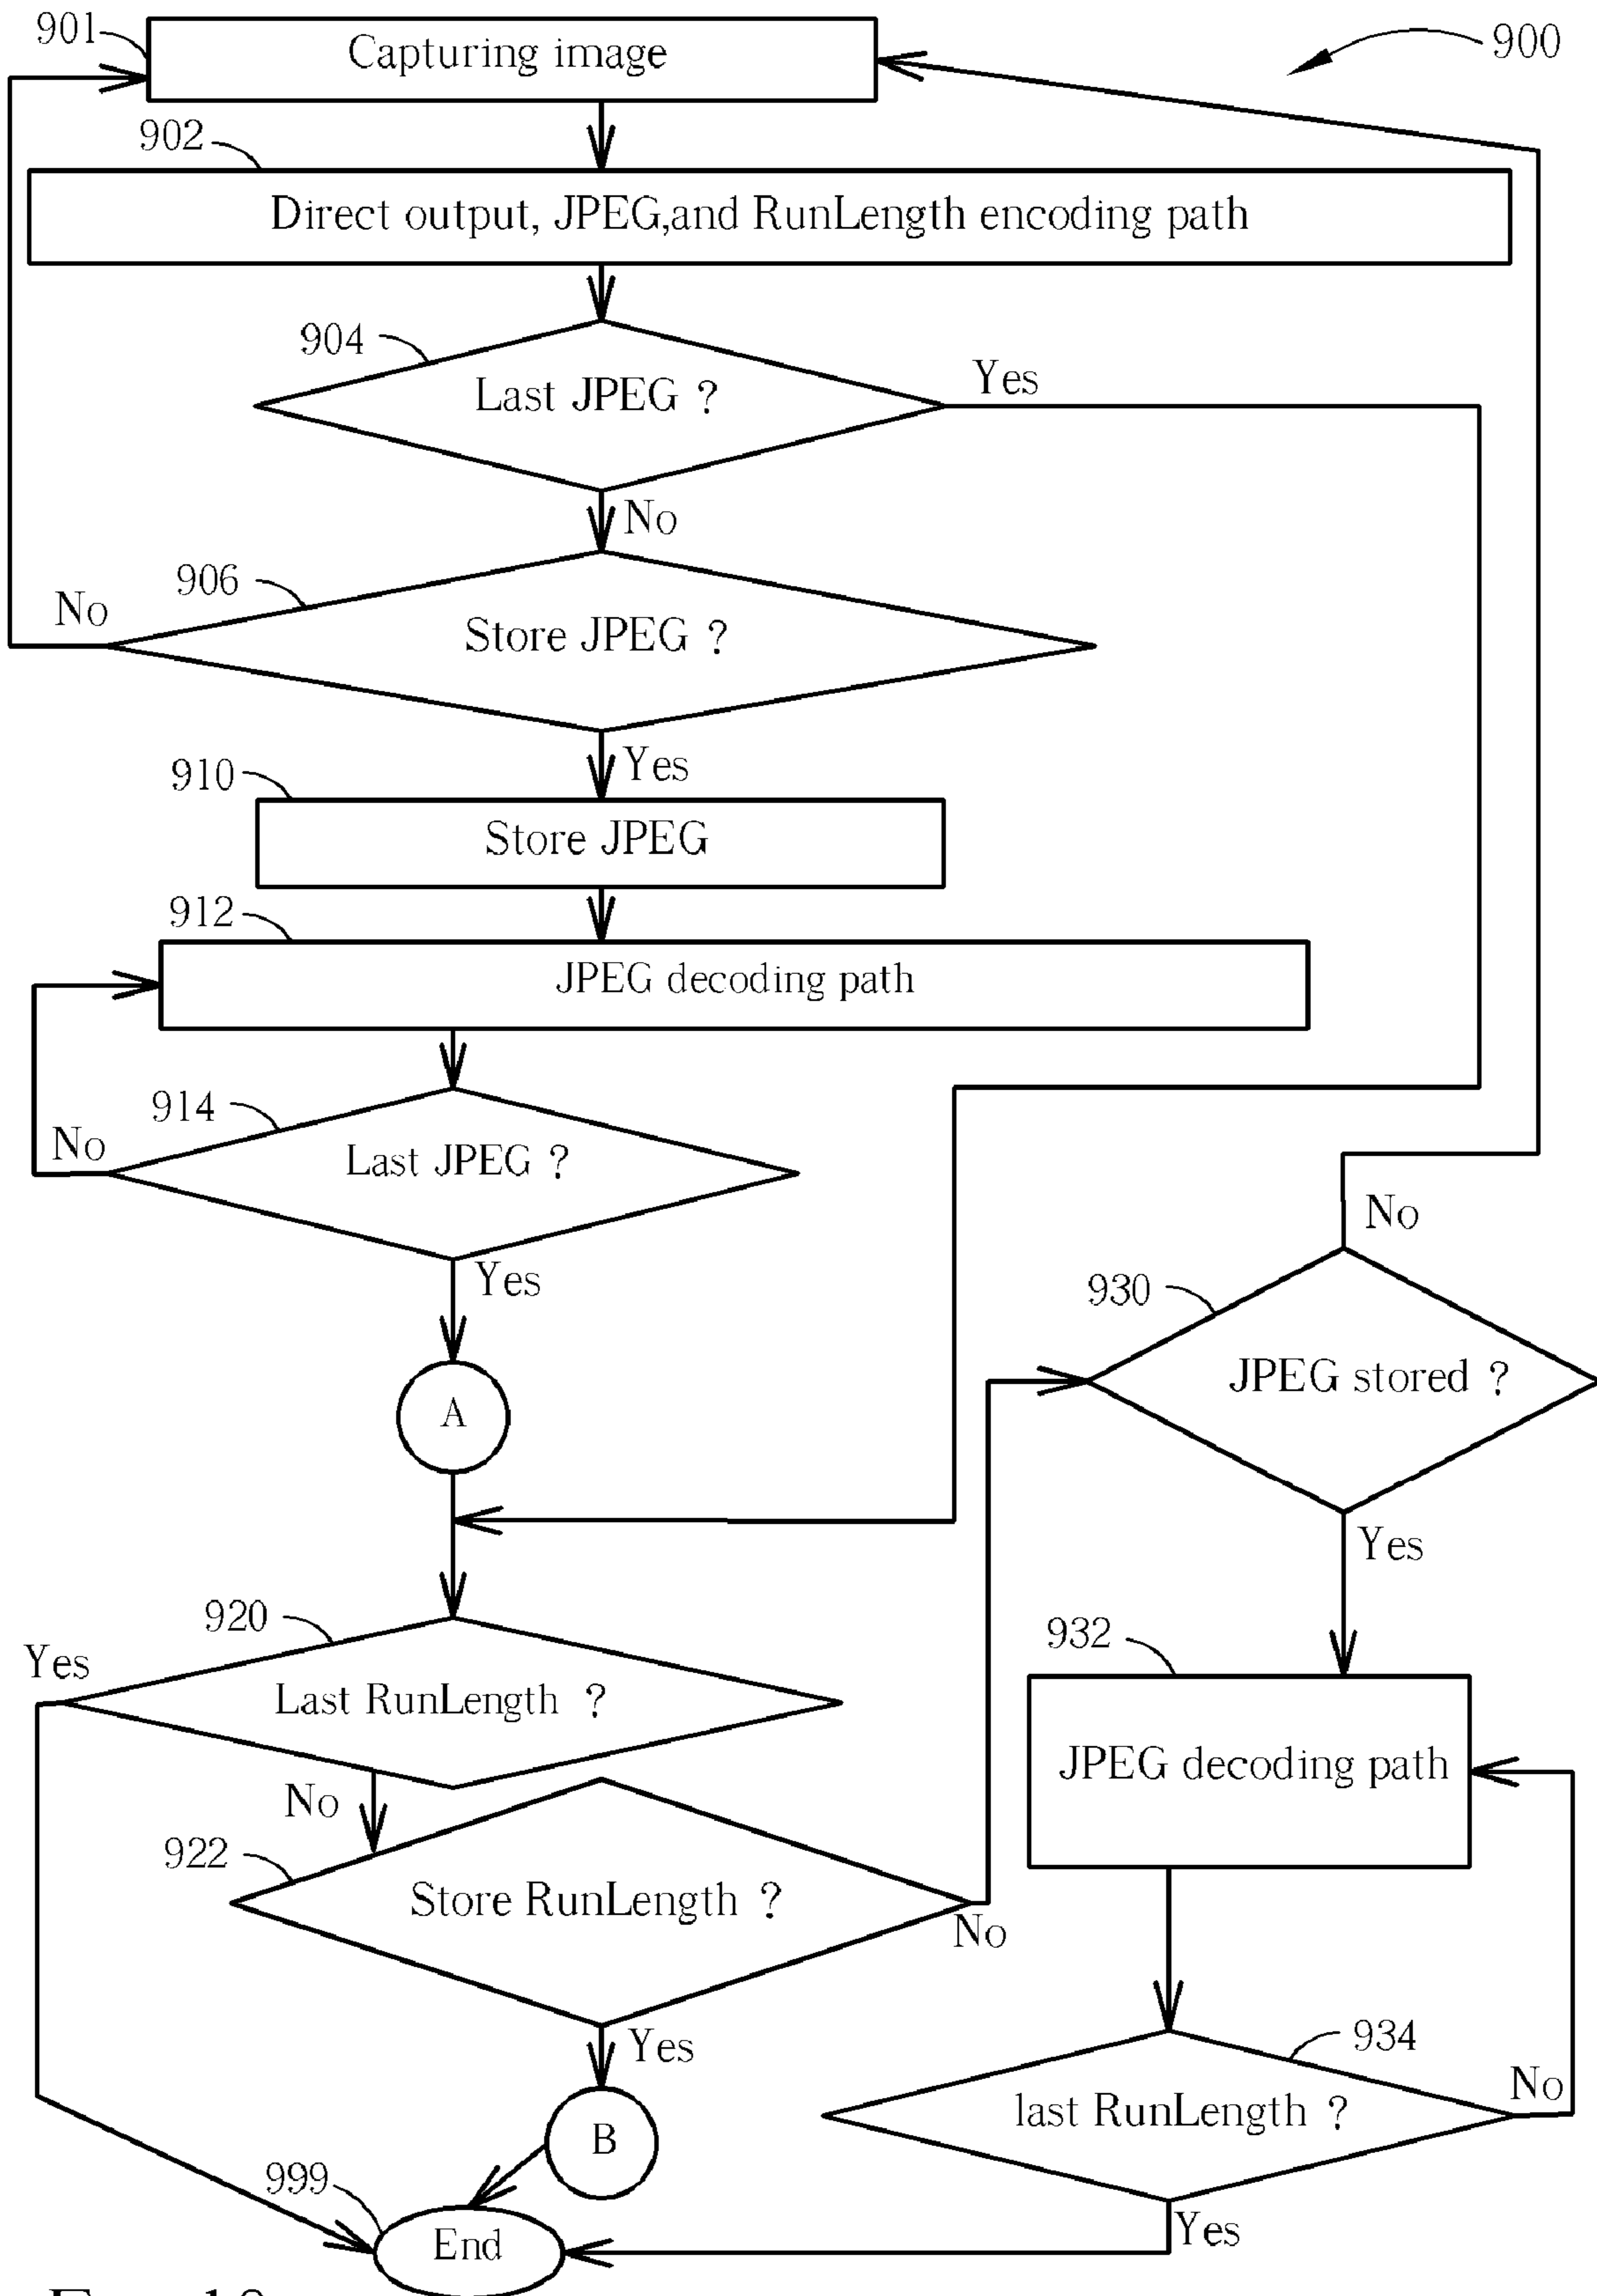 901
Capturing image
900
902
Direct output, JPEG,and RunLength encoding path
904
Last JPEG ?
Yes
No
906
No
Store JPEG ?
Yes
910
Store JPEG
912
JPEG decoding path
914
No
Last JPEG ?
Yes
No
930
JPEG stored ?
A
Yes
920
Yes
Last RunLength ?
932
JPEG decoding path
No
922
Store RunLength ?
No
Yes
934
No
last RunLength ?
B
999
End
Yes